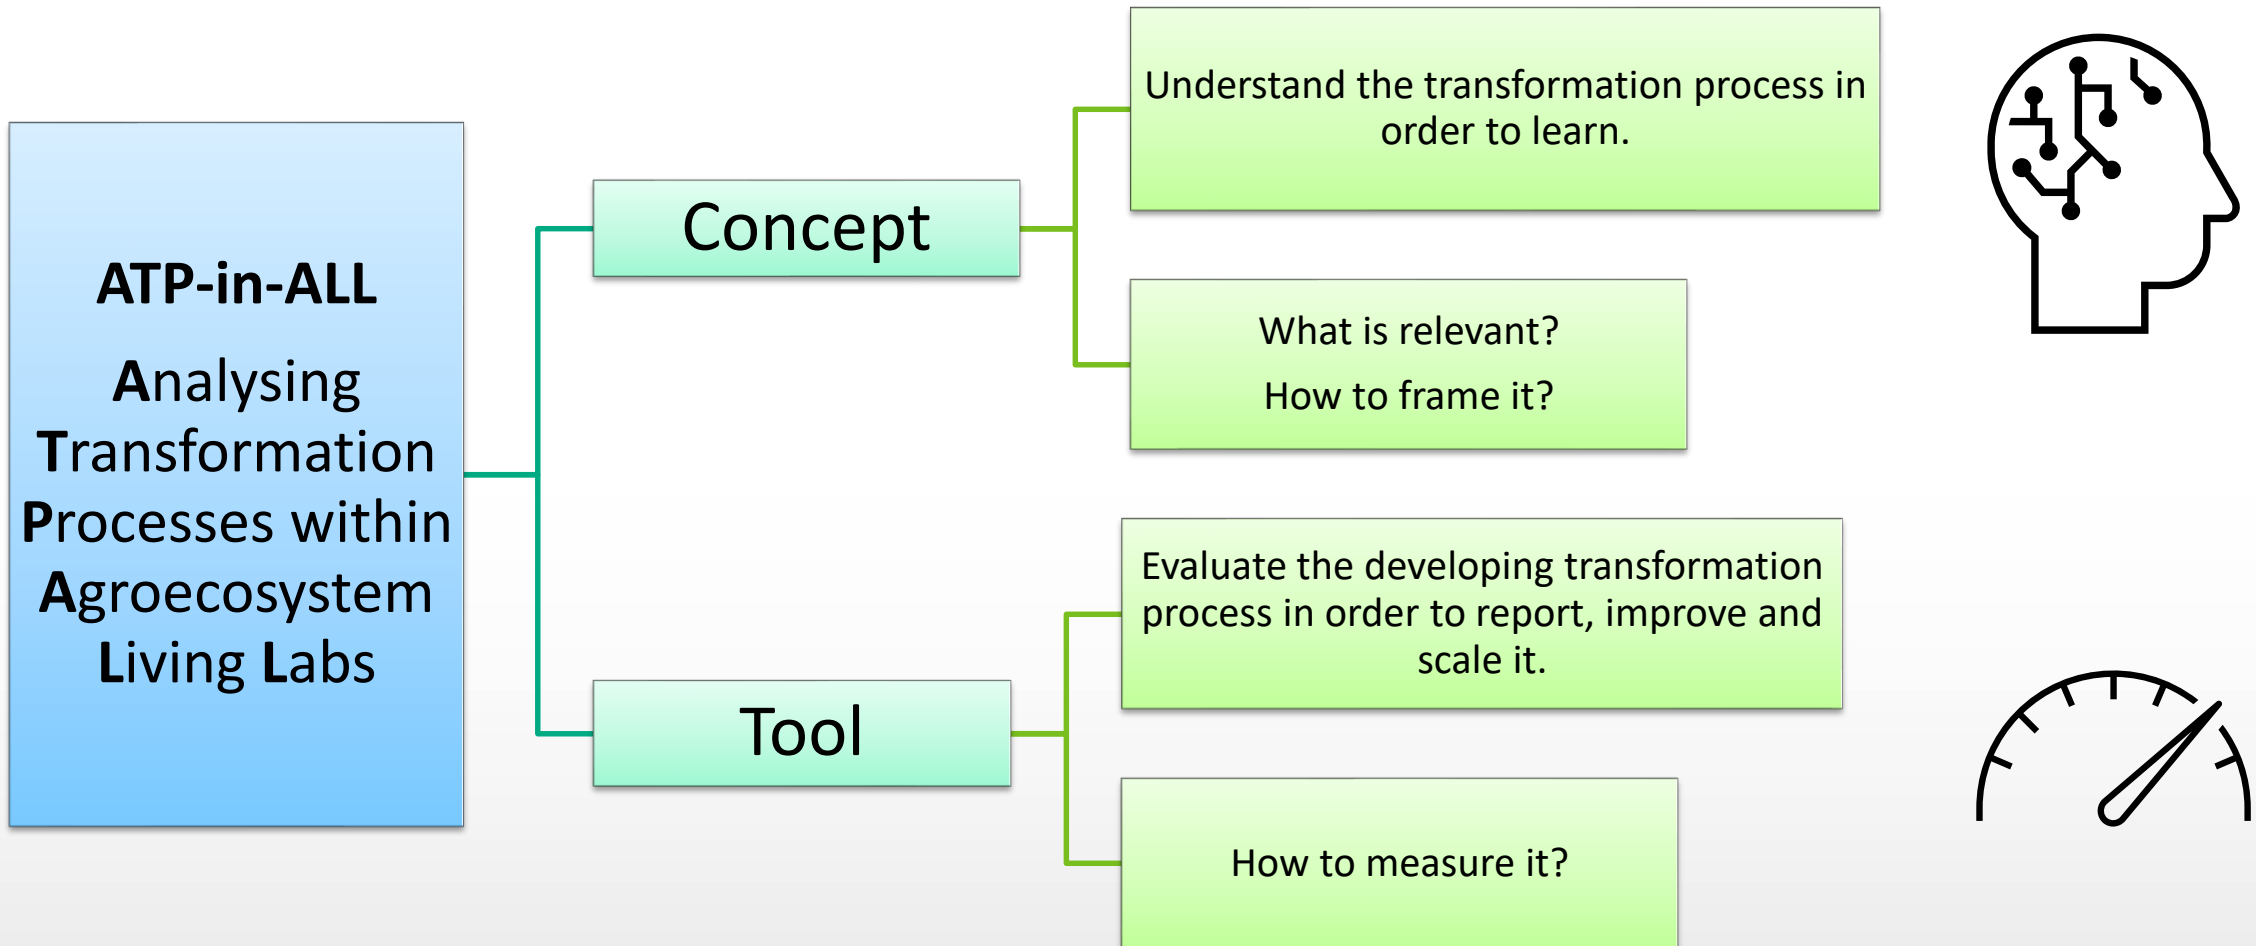 ATP-in-ALL
Analysing
Transformation
Processes within
Agroecosystem
Living Labs
Concept
Understand the transformation process in
order to learn.
What is relevant?
How to frame it?
Tool
Evaluate the developing transformation
process in order to report, improve and
scale it.
How to measure it?